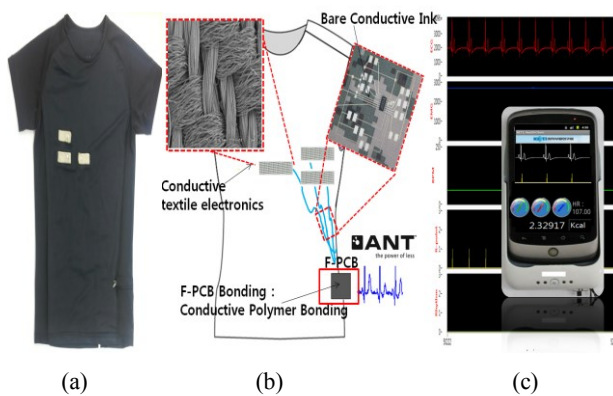 Bare Conductive Ink
Conductive
textile electronics
ANT
the power of less
F-PCB
F-PCB Bonding :
Conductive Polymer Bonding
HR :
107.00
2.32917
Kcal
(a)
(b)
(c)